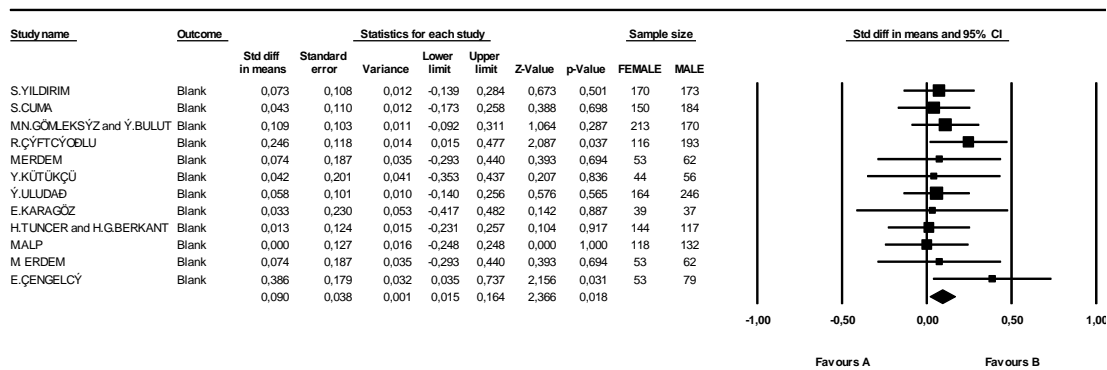 Study name Outcome Statistics for each study Sample size Std diff in means and 95% CI
Std diff in means Standard error Variance Lower limit Upper limit Z-Value p-Value FEMALE MALE
S.YILDIRIM Blank 0,073 0,108 0,012 -0,139 0,284 0,673 0,501 170 173
S.CUMA Blank 0,043 0,110 0,012 -0,173 0,258 0,388 0,698 150 184
M.N.GÖMLEKSÝZ and Ý.BULUT Blank 0,109 0,103 0,011 -0,092 0,311 1,064 0,287 213 170
R.ÇÝFTCÝOÐLU Blank 0,246 0,118 0,014 0,015 0,477 2,087 0,037 116 193
M.ERDEM Blank 0,074 0,187 0,035 -0,293 0,440 0,393 0,694 53 62
Y.KÜTÜKÇÜ Blank 0,042 0,201 0,041 -0,353 0,437 0,207 0,836 44 56
Ý.ULUDAÐ Blank 0,058 0,101 0,010 -0,140 0,256 0,576 0,565 164 246
E.KARAGÖZ Blank 0,033 0,230 0,053 -0,417 0,482 0,142 0,887 39 37
H.TUNCER and H.G.BERKANT Blank 0,013 0,124 0,015 -0,231 0,257 0,104 0,917 144 117
M.ALP Blank 0,000 0,127 0,016 -0,248 0,248 0,000 1,000 118 132
M. ERDEM Blank 0,074 0,187 0,035 -0,293 0,440 0,393 0,694 53 62
E.ÇENGELCÝ Blank 0,386 0,179 0,032 0,035 0,737 2,156 0,031 53 79
0,090 0,038 0,001 0,015 0,164 2,366 0,018
-1,00 -0,50 0,00 0,50 1,00
Favours A Favours B